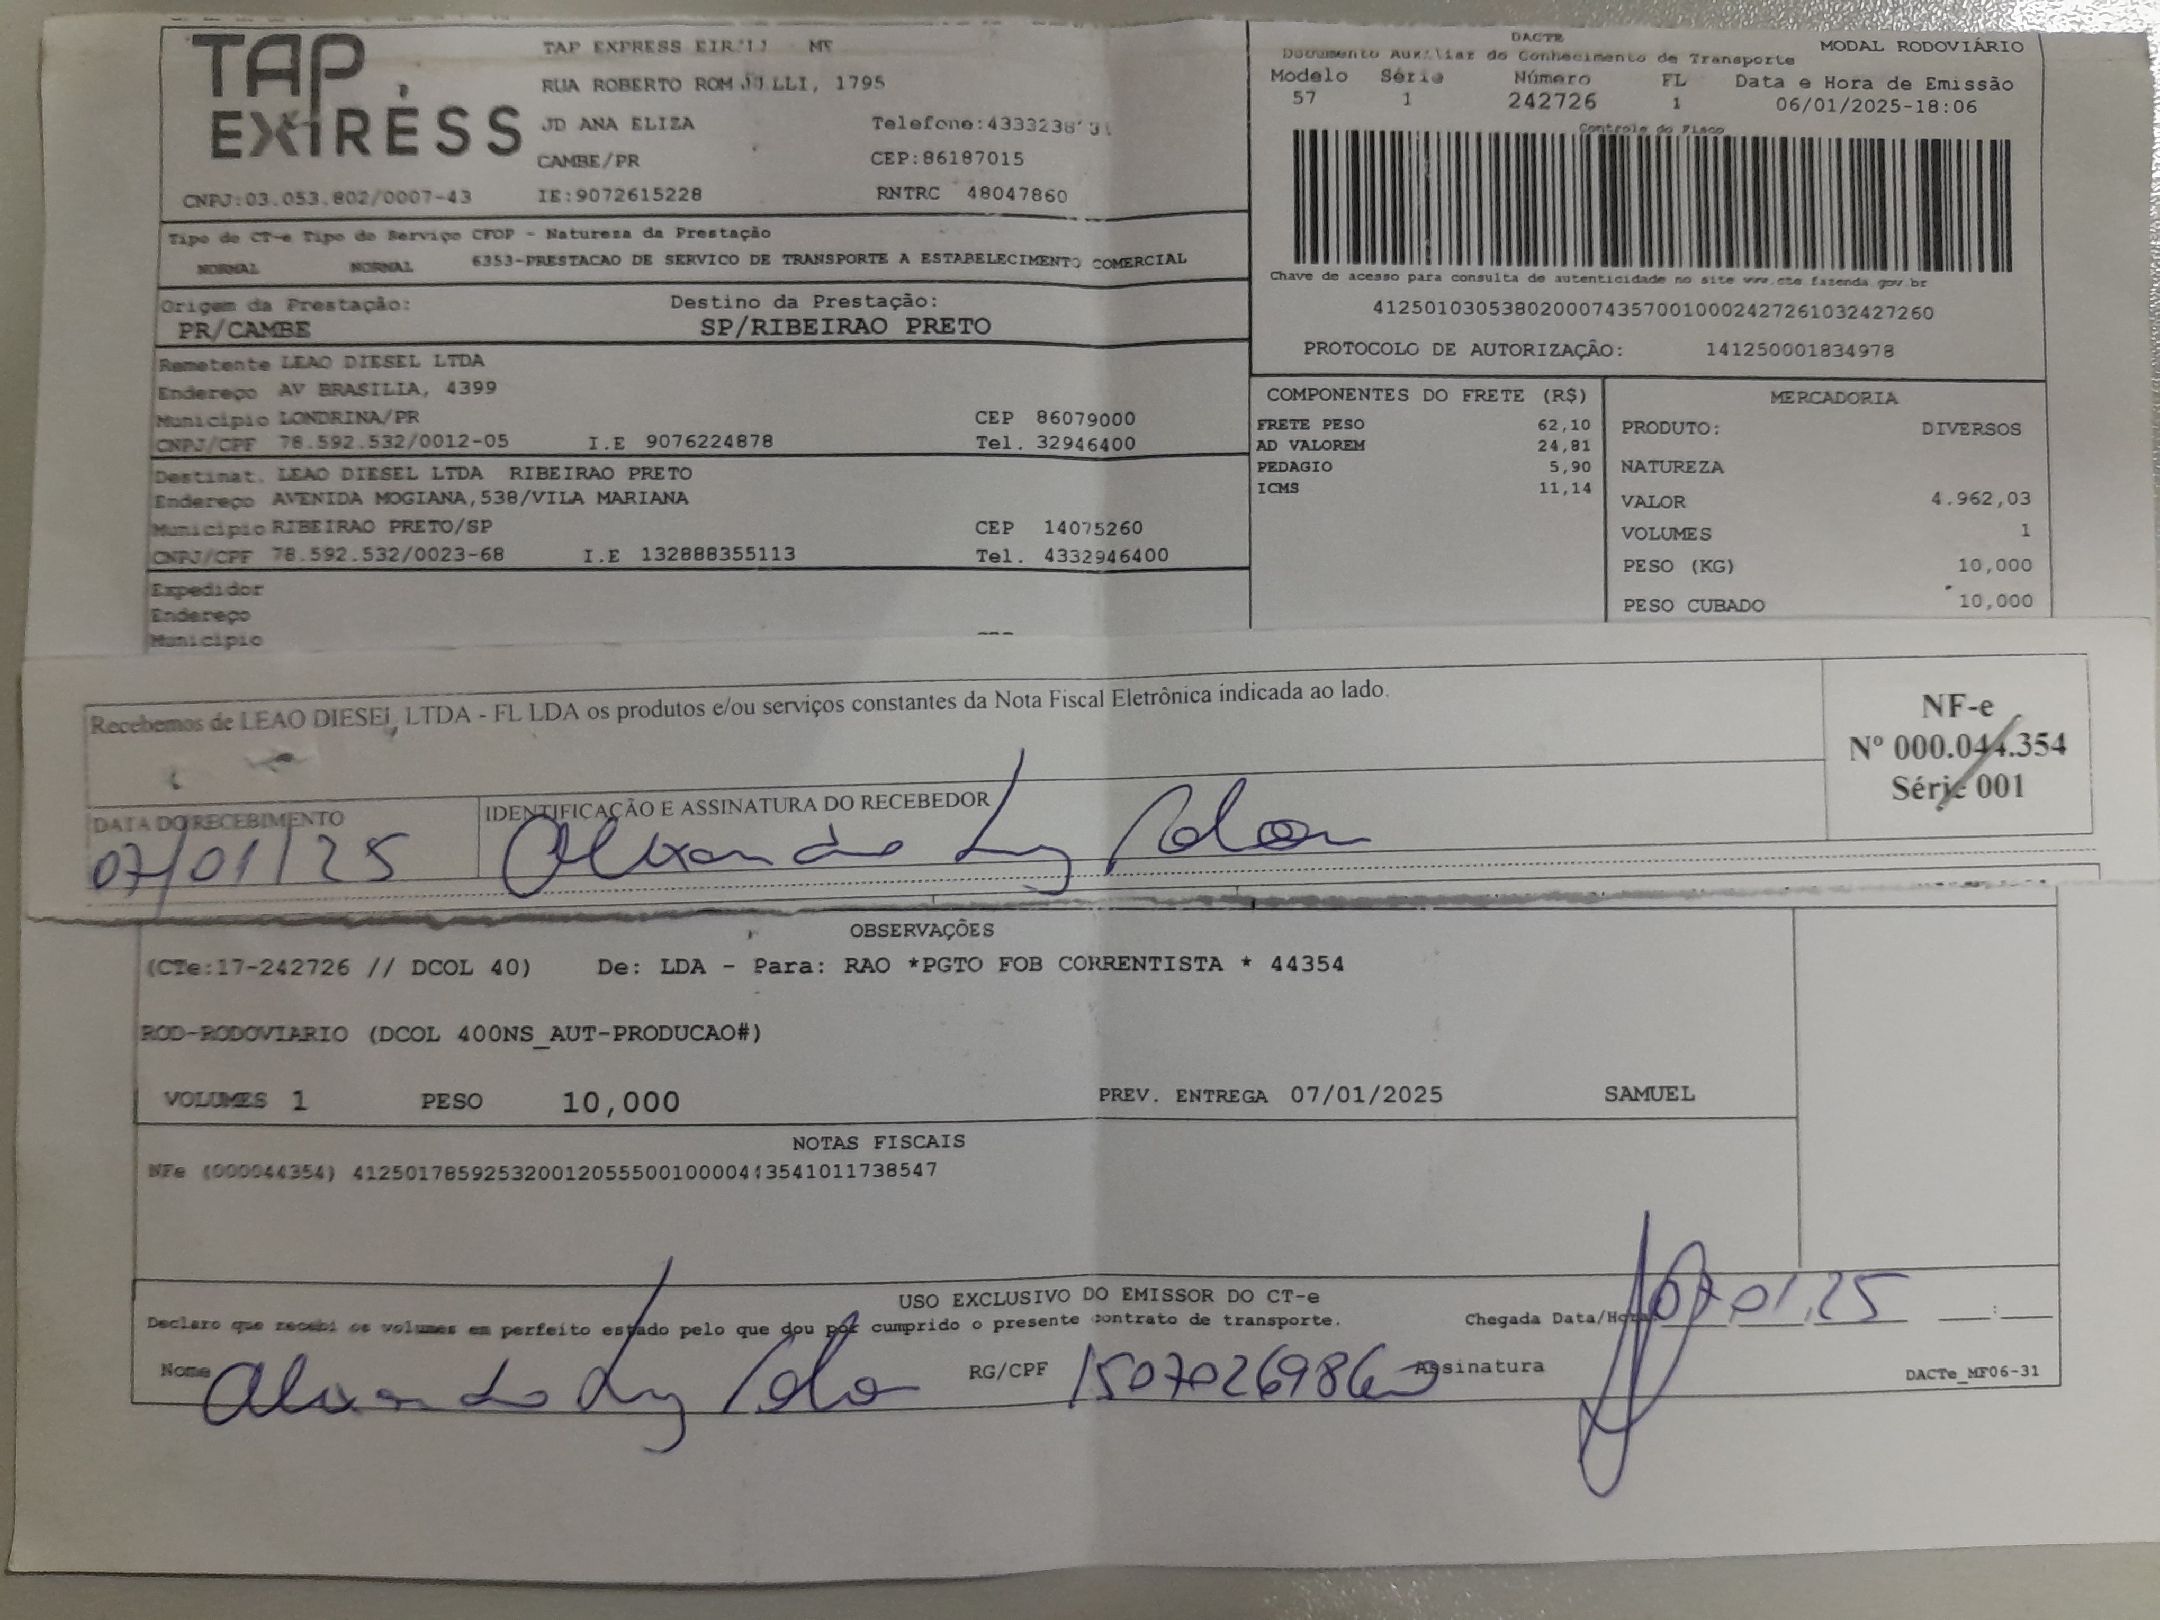 TAP
EXPRESS
TAP EXPRESS
RUA ROBERTO 1795
JD ANA ELIZA
CAMBE/PR CEP:86187015
CNPJ:03.053.802/0007-43 IE:9072615228 RNTRC 48047860
DACTE
Documento Auxiliar do Conhecimento de Transporte MODAL RODOVIÁRIO
Modelo Série Número FL Data e Hora de Emissão
57 1 242726 1 06/01/2025-18:06
Controle do Fisco
Chave de acesso para consulta de autenticidade no site www.cte.fazenda.gov.br
41250103053802000743570010002427261032427260
PROTOCOLO DE AUTORIZAÇÃO: 141250001834978
Tipo de CT-e Tipo do Serviço CFOP - Natureza da Prestação
NORMAL NORMAL 6353-PRESTACAO DE SERVICO DE TRANSPORTE A ESTABELECIMENTO COMERCIAL
Origem da Prestação: Destino da Prestação:
PR/CAMBE SP/RIBEIRAO PRETO
Remetente LEAO DIESEL LTDA
Endereço AV BRASILIA, 4399
Municipio LONDRINA/PR CEP 86079000
CNPJ/CPF 78.592.532/0012-05 I.E 9076224878 Tel. 32946400
Destinat. LEAO DIESEL LTDA RIBEIRAO PRETO
Endereço AVENIDA MOGIANA,538/VILA MARIANA
Municipio RIBEIRAO PRETO/SP CEP 14075260
CNPJ/CPF 78.592.532/0023-68 I.E 132888355113 Tel. 4332946400
Expedidor
Endereço
Municipio
COMPONENTES DO FRETE (R$)
FRETE PESO 62,10
AD VALOREM 24,81
PEDAGIO 5,90
ICMS 11,14
MERCADORIA
PRODUTO: DIVERSOS
NATUREZA
VALOR 4.962,03
VOLUMES 1
PESO (KG) 10,000
PESO CUBADO 10,000
Recebemos de LEAO DIESEL LTDA - FL LDA os produtos e/ou serviços constantes da Nota Fiscal Eletrônica indicada ao lado.
NF-e
Nº 000.044.354
Série 001
DATA DO RECEBIMENTO IDENTIFICAÇÃO E ASSINATURA DO RECEBEDOR
07/01/25
OBSERVAÇÕES
(CTe:17-242726 // DCOL 40) De: LDA - Para: RAO *PGTO FOB CORRENTISTA * 44354
ROD-RODOVIARIO (DCOL 400NS_AUT-PRODUCAO#)
VOLUMES 1 PESO 10,000 PREV. ENTREGA 07/01/2025 SAMUEL
NOTAS FISCAIS
NFe (000044354) 41250178592532001205550010000443541011738547
USO EXCLUSIVO DO EMISSOR DO CT-e
Declaro que recebi os volumes em perfeito estado pelo que dou por cumprido o presente contrato de transporte. Chegada Data/Hora 07 01 25 :
Nome RG/CPF 15070269860 Assinatura DACTe_MF06-31